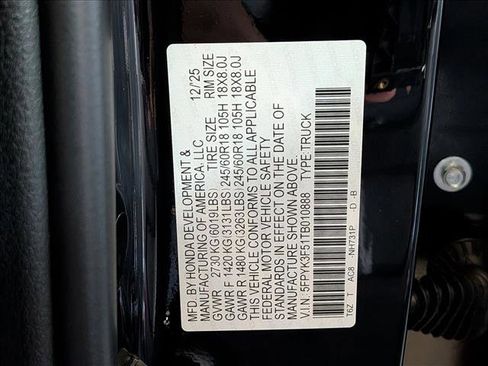 MFD. BY HONDA DEVELOPMENT & 12/25
MANUFACTURING OF AMERICA, LLC
GVWR 2730 KG(6019LBS) TIRE SIZE RIM SIZE
GAWR F 1420 KG(3131LBS) 245/60R18 105H 18X8.0J
GAWR R 1480 KG(3263LBS) 245/60R18 105H 18X8.0J
THIS VEHICLE CONFORMS TO ALL APPLICABLE
FEDERAL MOTOR VEHICLE SAFETY
STANDARDS IN EFFECT ON THE DATE OF
MANUFACTURE SHOWN ABOVE.
V.I.N. 5FPYK3F51TB010888 TYPE:TRUCK
T6Z T AC8 -NH731P -D -B